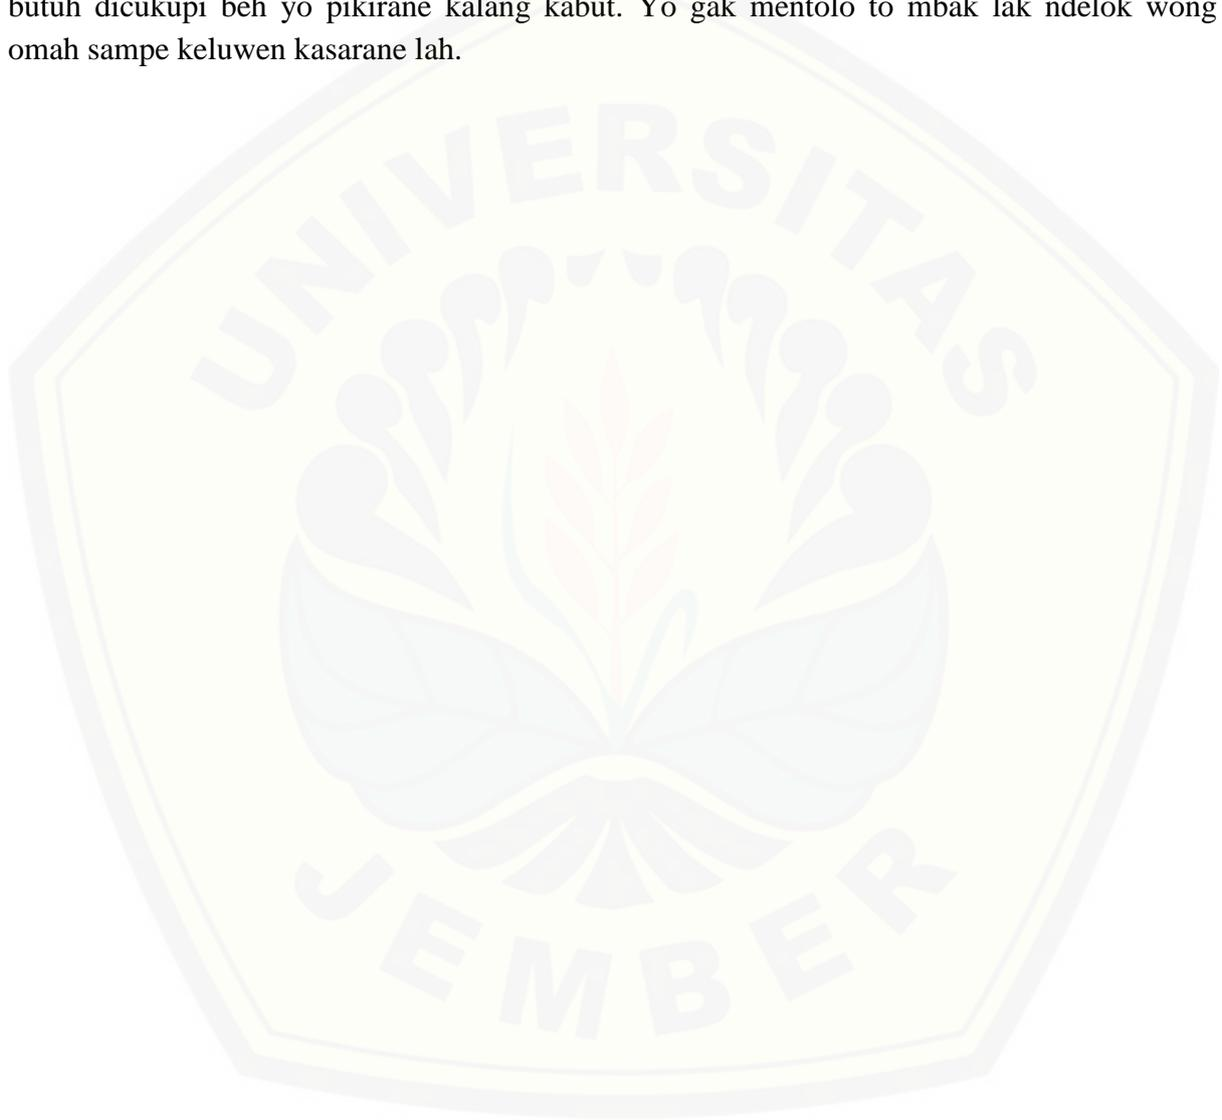 butuh dicukupi beh yo pikirane kalang kabut. Yo gak mentolo to mbak lak ndelok wong
omah sampe keluwen kasarane lah.
UNIVERSITAS
JEMBER